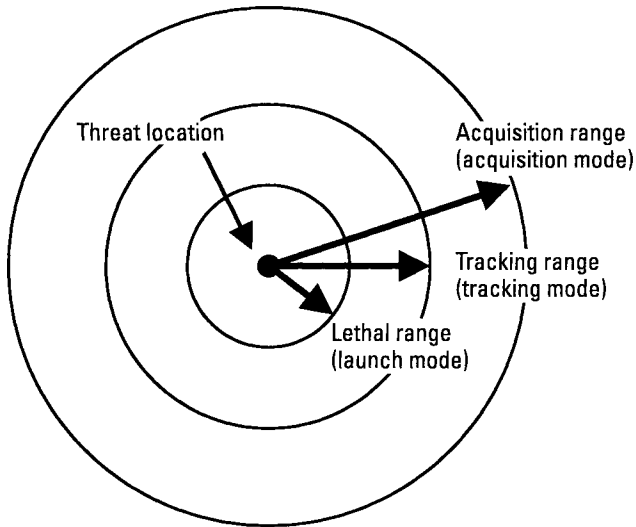 Threat location
Acquisition range
(acquisition mode)
Tracking range
(tracking mode)
Lethal range
(launch mode)